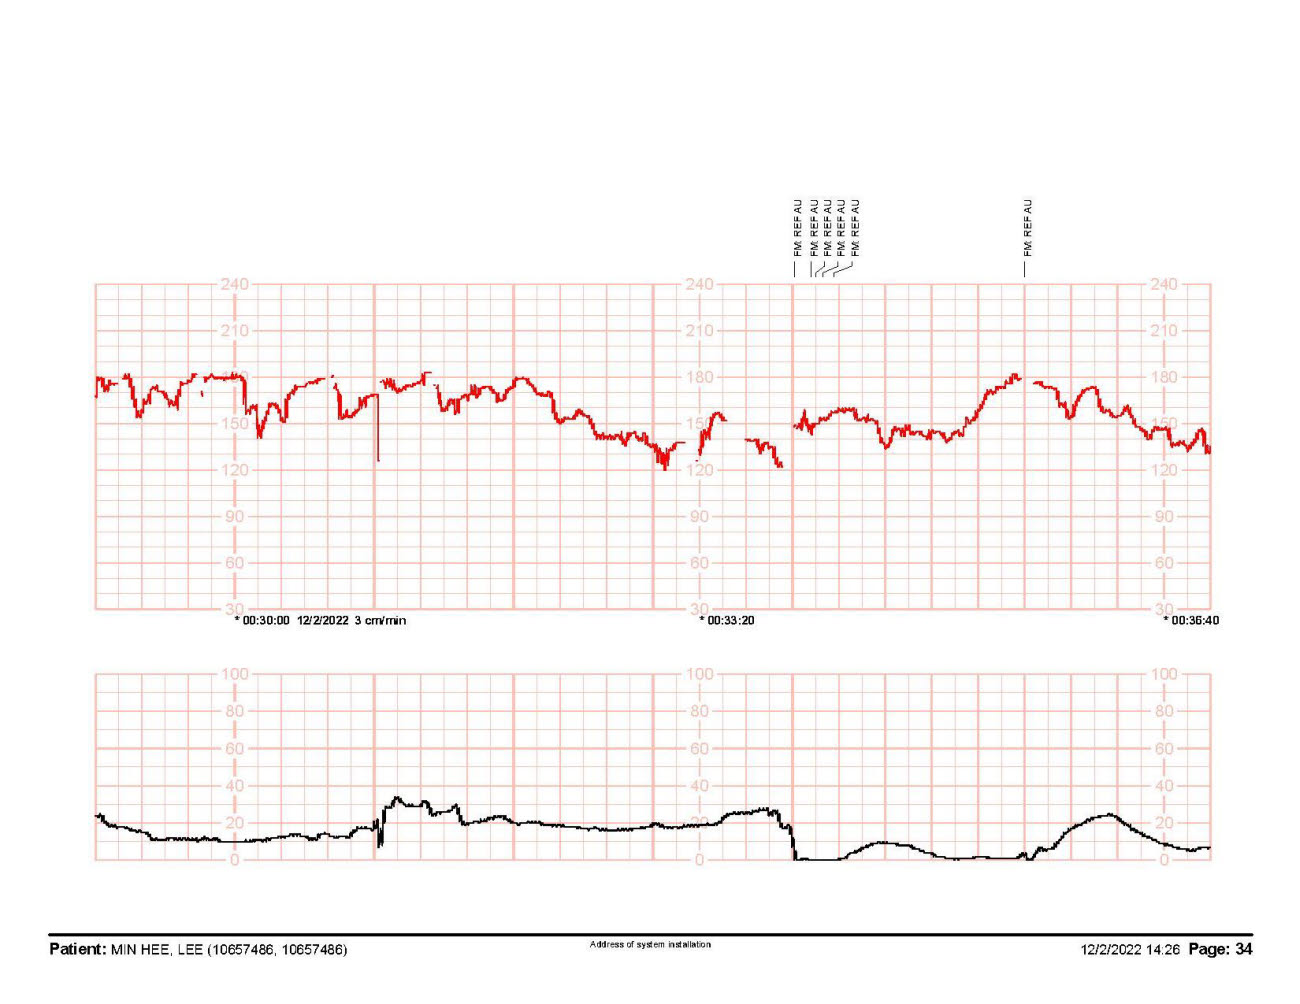 FM: REF AU
FM: REF AU
FM: REF AU
FM: REF AU
FM: REF AU
FM: REF AU
240 240 240
210 210 210
180 180 180
150 150 150
120 120 120
90 90 90
60 60 60
30 30 30
* 00:30:00 12/2/2022 3 cm/min * 00:33:20 * 00:36:40
100 100 100
80 80 80
60 60 60
40 40 40
20 20 20
0 0 0
Patient: MIN HEE, LEE (10657486, 10657486) Address of system installation 12/2/2022 14:26 Page: 34